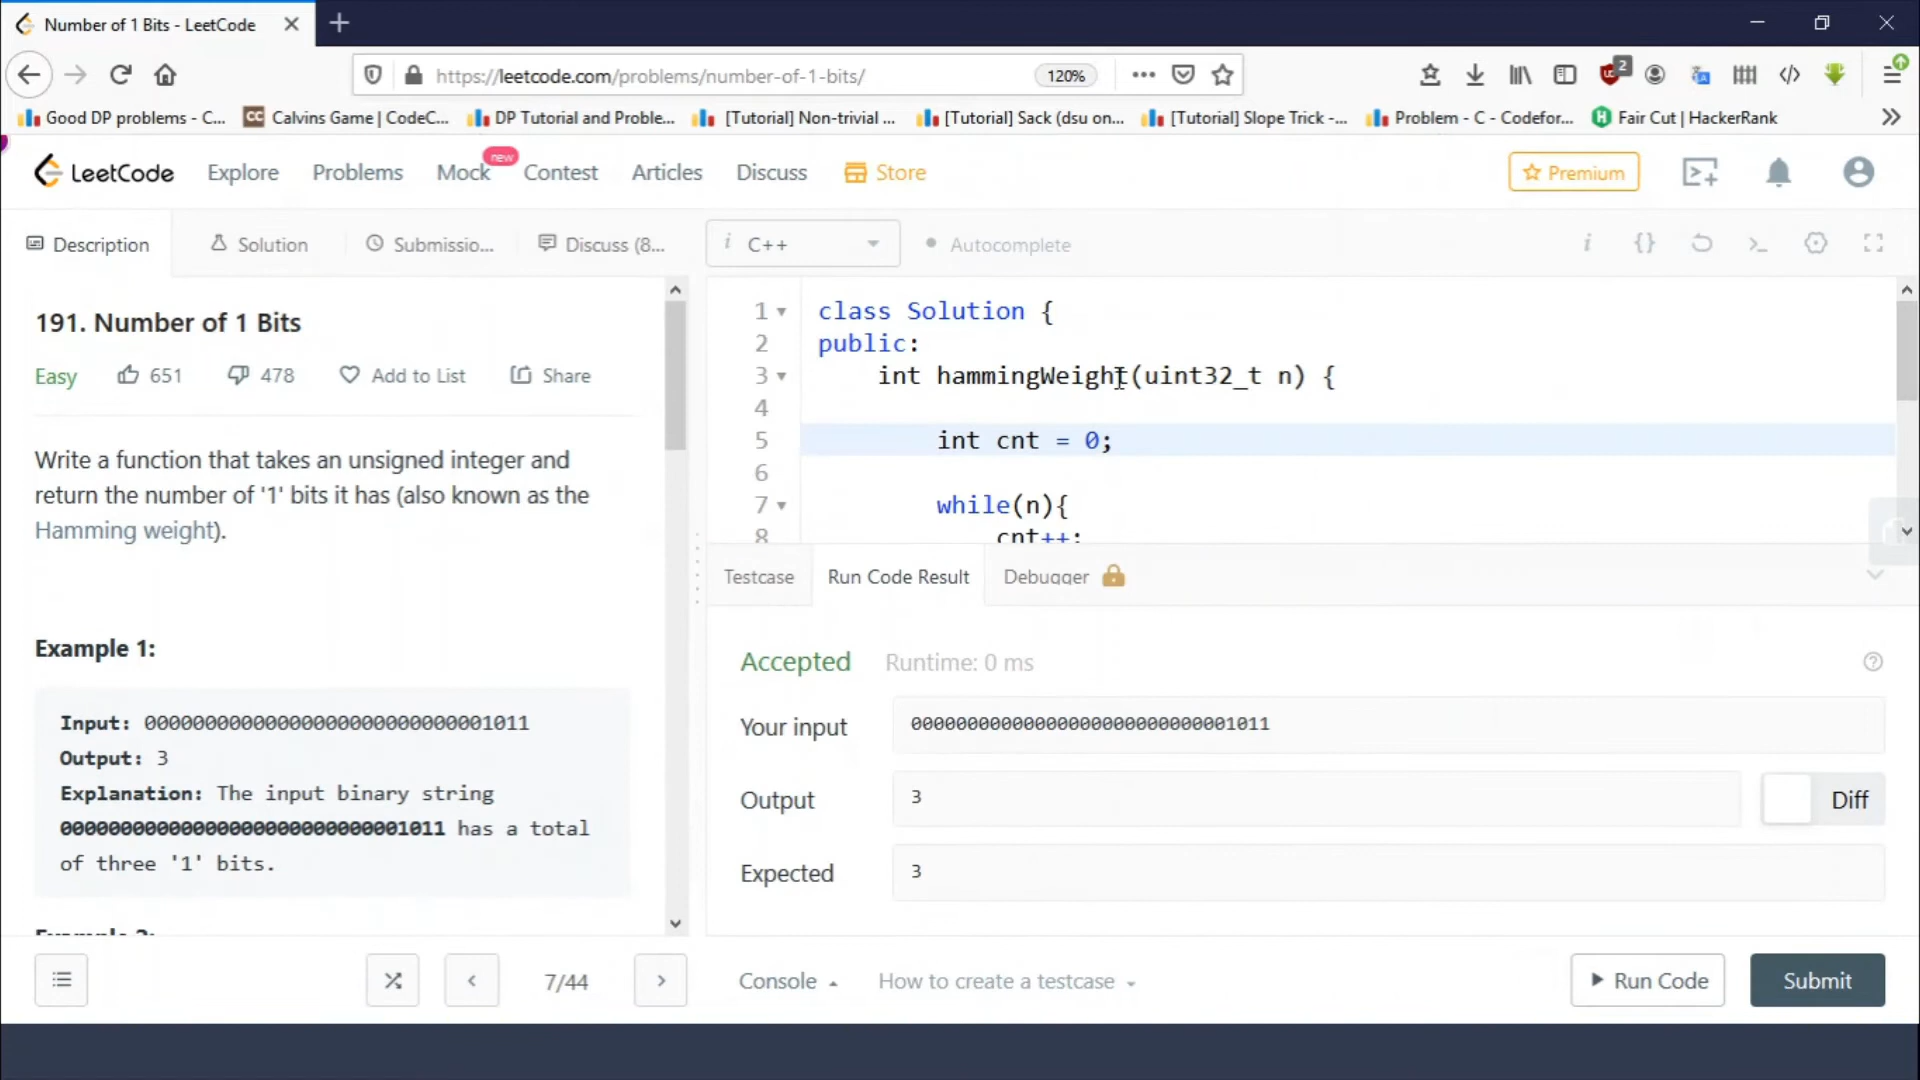 Number of 1 Bits - LeetCode
https://leetcode.com/problems/number-of-1-bits/
120%
2
Good DP problems - C...
CC
Calvins Game | CodeC...
DP Tutorial and Proble...
[Tutorial] Non-trivial ...
[Tutorial] Sack (dsu on...
[Tutorial] Slope Trick -...
Problem - C - Codefor...
Fair Cut | HackerRank
LeetCode
Explore
Problems
Mock
new
Contest
Articles
Discuss
Store
Premium
Description
Solution
Submissio...
Discuss (8...
i C++
Autocomplete
191. Number of 1 Bits
Easy
651
478
Add to List
Share
Write a function that takes an unsigned integer and
return the number of '1' bits it has (also known as the
Hamming weight).
Example 1:
Input: 00000000000000000000000000001011
Output: 3
Explanation: The input binary string
00000000000000000000000000001011 has a total
of three '1' bits.
1 class Solution {
2 public:
3 int hammingWeight(uint32_t n) {
4
5 int cnt = 0;
6
7 while(n){
8 cnt++;
Testcase
Run Code Result
Debugger
Accepted
Runtime: 0 ms
Your input
00000000000000000000000000001011
Output
3
Diff
Expected
3
7/44
Console
How to create a testcase
Run Code
Submit